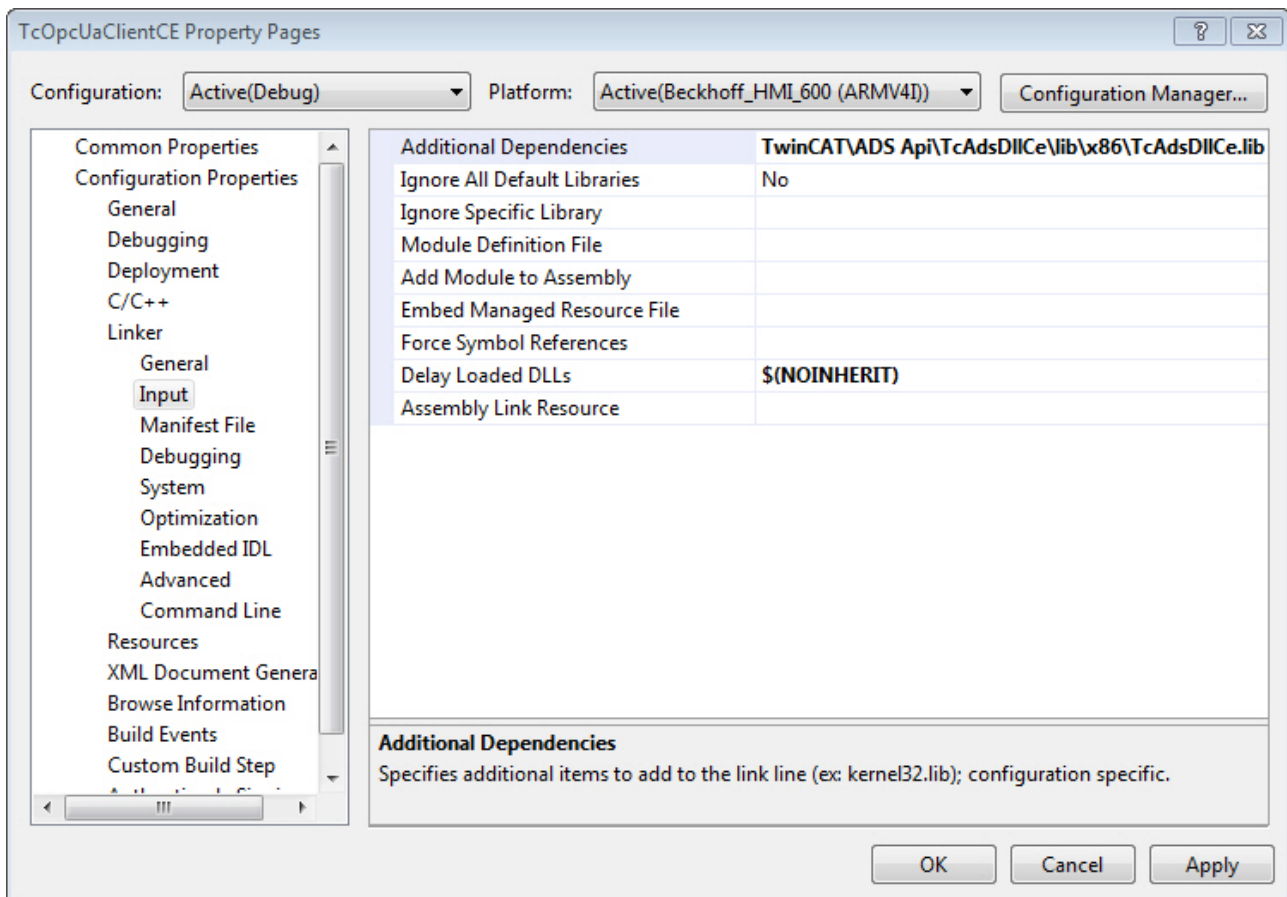 TcOpcUaClientCE Property Pages
Configuration: Active(Debug) Platform: Active(Beckhoff_HMI_600 (ARMV4I)) Configuration Manager...
Common Properties
Configuration Properties
General
Debugging
Deployment
C/C++
Linker
General
Input
Manifest File
Debugging
System
Optimization
Embedded IDL
Advanced
Command Line
Resources
XML Document Genera
Browse Information
Build Events
Custom Build Step
Additional Dependencies TwinCAT\ADS Api\TcAdsDllCe\lib\x86\TcAdsDllCe.lib
Ignore All Default Libraries No
Ignore Specific Library
Module Definition File
Add Module to Assembly
Embed Managed Resource File
Force Symbol References
Delay Loaded DLLs $(NOINHERIT)
Assembly Link Resource
Additional Dependencies
Specifies additional items to add to the link line (ex: kernel32.lib); configuration specific.
OK Cancel Apply